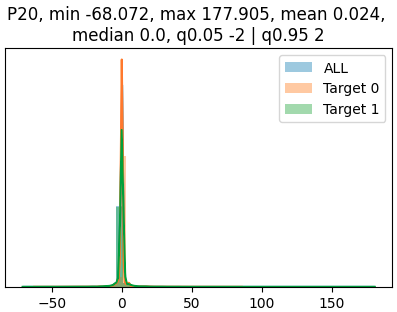 P20, min -68.072, max 177.905, mean 0.024,
median 0.0, q0.05 -2 | q0.95 2
ALL
Target 0
Target 1
−50 0 50 100 150